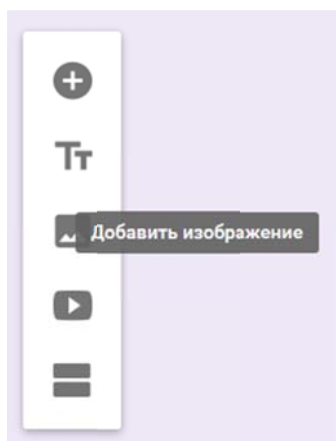 Тт
Добавить изображение